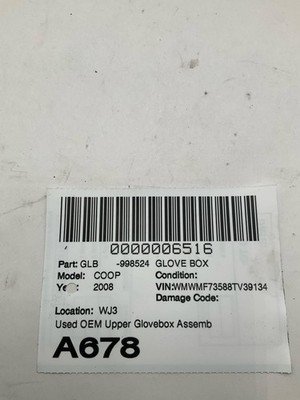 0000006516
Part: GLB -998524 GLOVE BOX
Model: COOP Condition:
2008 VIN:WMWMF73588TV39134
Damage Code:
Location: WJ3
Used OEM Upper Glovebox Assemb
A678